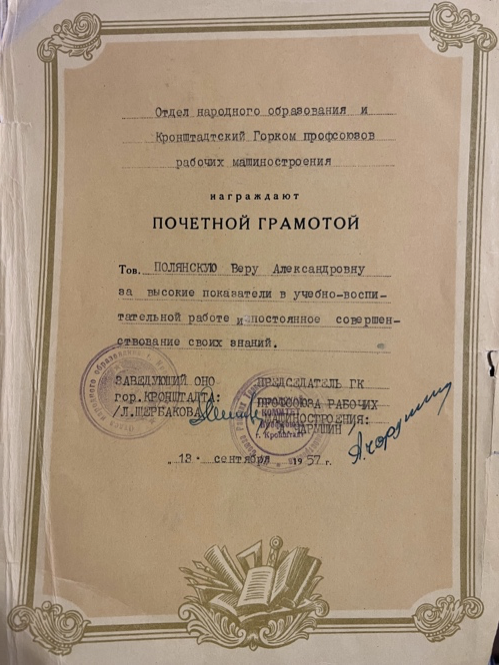 Отдел народного образования и
Кронштадтский Горком профсоюзов
рабочих машиностроения
награждают
ПОЧЕТНОЙ ГРАМОТОЙ
Тов. ПОЛЯНСКУЮ Веру Александровну
за высокие показатели в учебно-воспи-
тательной работе и постоянное совершен-
ствование своих знаний.
ЗАВЕДУЮЩИЙ ОНО
гор. КРОНШТАДТА:
/Л.ЩЕРБАКОВА/
ПРЕДСЕДАТЕЛЬ ГК
ПРОФСОЮЗА РАБОЧИХ
МАШИНОСТРОЕНИЯ:
"13" сентября 1957 г.
г. Кронштадт